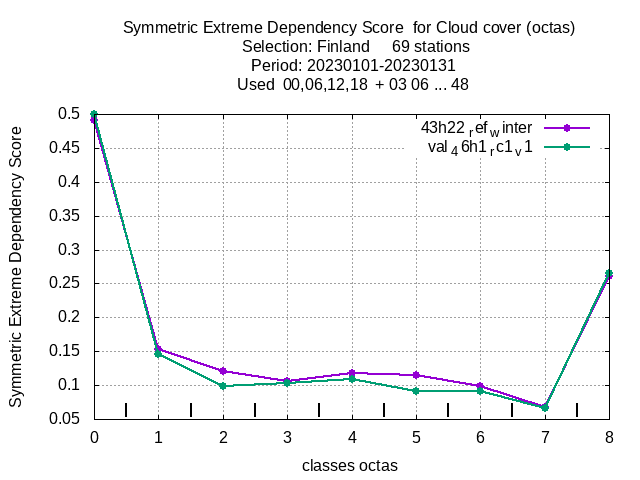 Symmetric Extreme Dependency Score for Cloud cover (octas)
Selection: Finland 69 stations
Period: 20230101-20230131
Used 00,06,12,18 + 03 06 ... 48
43h22 ref winter
val 46h1 rc1 v1
Symmetric Extreme Dependency Score
0.5
0.45
0.4
0.35
0.3
0.25
0.2
0.15
0.1
0.05
0 1 2 3 4 5 6 7 8
classes octas